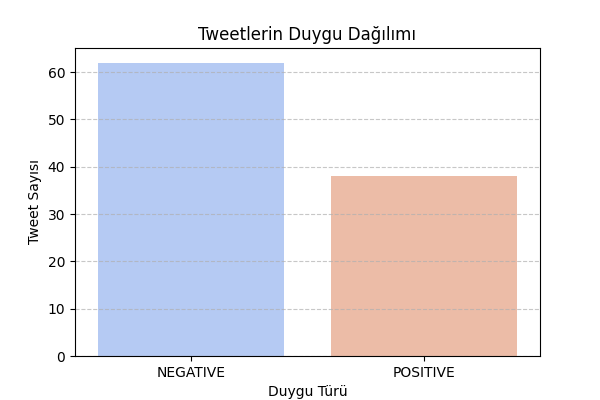 Tweetlerin Duygu Dağılımı
Tweet Sayısı
60
50
40
30
20
10
0
NEGATIVE
POSITIVE
Duygu Türü